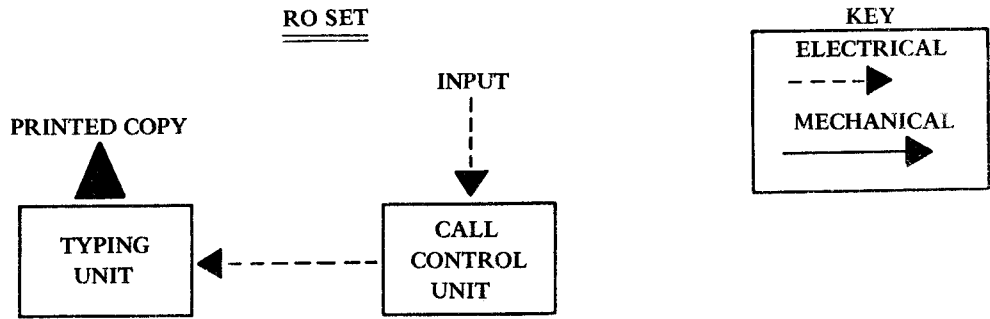 RO SET
KEY
ELECTRICAL
MECHANICAL
INPUT
PRINTED COPY
TYPING
UNIT
CALL
CONTROL
UNIT